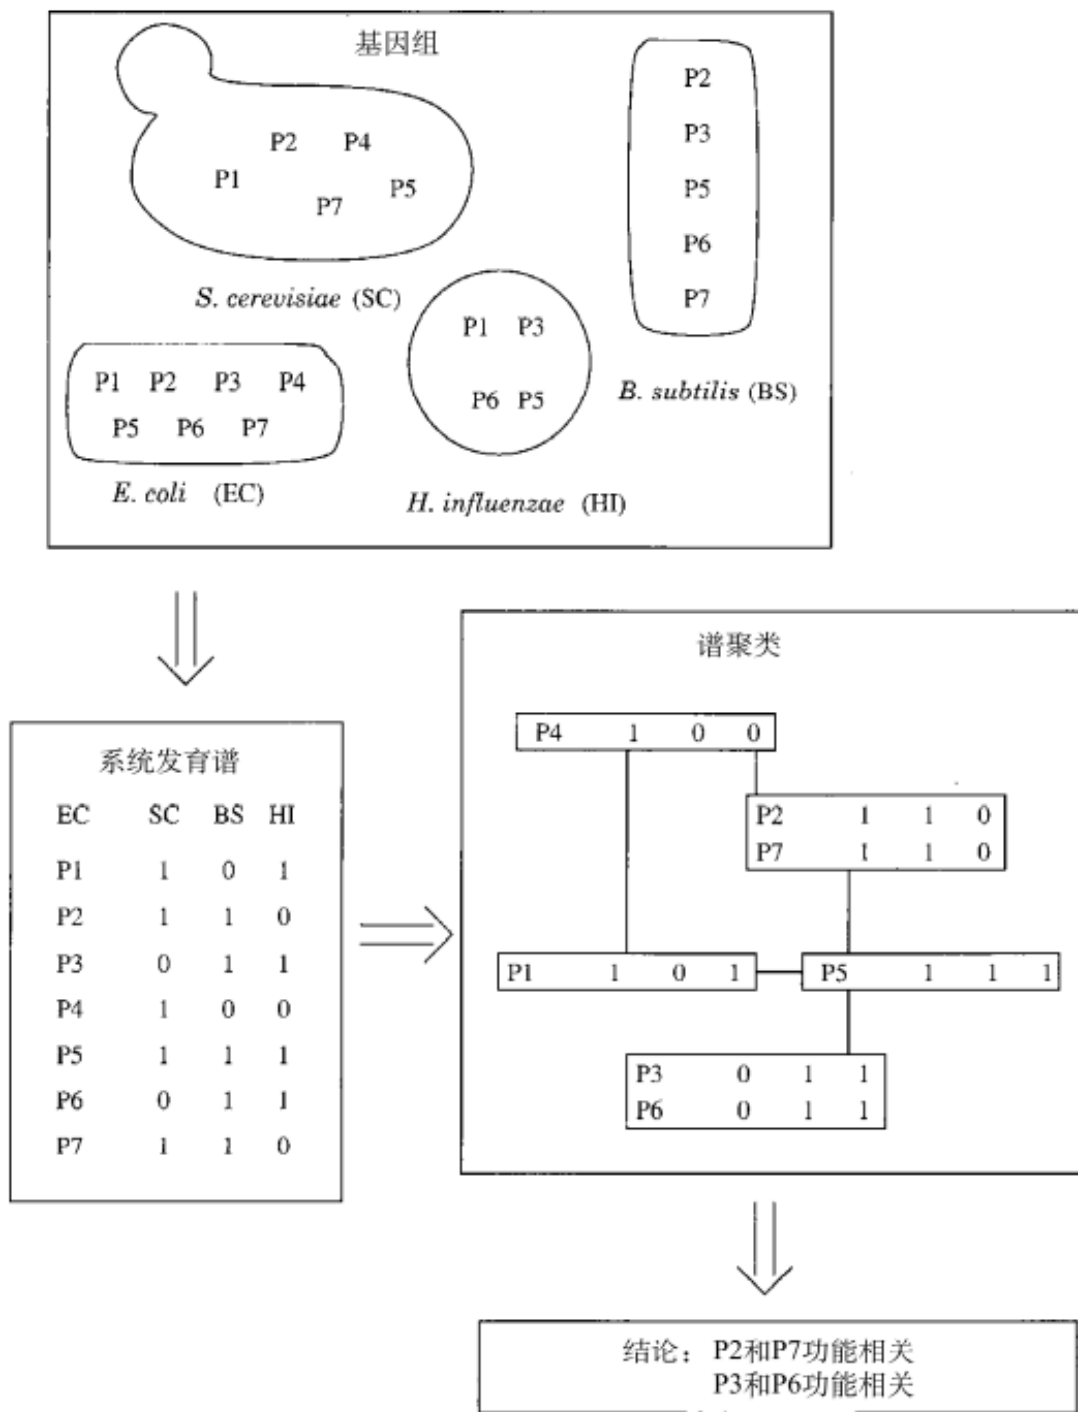 基因组
P2 P4
P1 P5
P7
S. cerevisiae (SC)
P2
P3
P5
P6
P7
B. subtilis (BS)
P1 P2 P3 P4
P5 P6 P7
E. coli (EC)
P1 P3
P6 P5
H. influenzae (HI)
系统发育谱
EC SC BS HI
P1 1 0 1
P2 1 1 0
P3 0 1 1
P4 1 0 0
P5 1 1 1
P6 0 1 1
P7 1 1 0
谱聚类
P4 1 0 0
P2 1 1 0
P7 1 1 0
P1 1 0 1
P5 1 1 1
P3 0 1 1
P6 0 1 1
结论：P2和P7功能相关
P3和P6功能相关